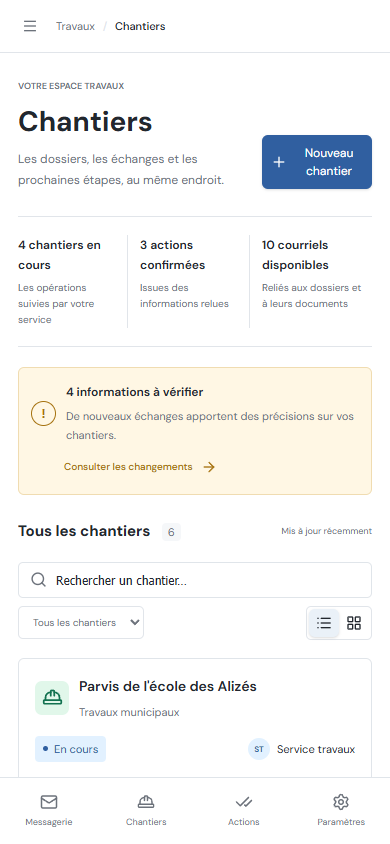 Travaux / Chantiers
VOTRE ESPACE TRAVAUX
Chantiers
Les dossiers, les échanges et les
prochaines étapes, au même endroit.
Nouveau
chantier
4 chantiers en
cours
Les opérations
suivies par votre
service
3 actions
confirmées
Issues des
informations relues
10 courriels
disponibles
Reliés aux dossiers et
à leurs documents
!
4 informations à vérifier
De nouveaux échanges apportent des précisions sur vos
chantiers.
Consulter les changements
Tous les chantiers 6
Mis à jour récemment
Rechercher un chantier...
Tous les chantiers
Parvis de l'école des Alizés
Travaux municipaux
En cours
ST Service travaux
Messagerie
Chantiers
Actions
Paramètres